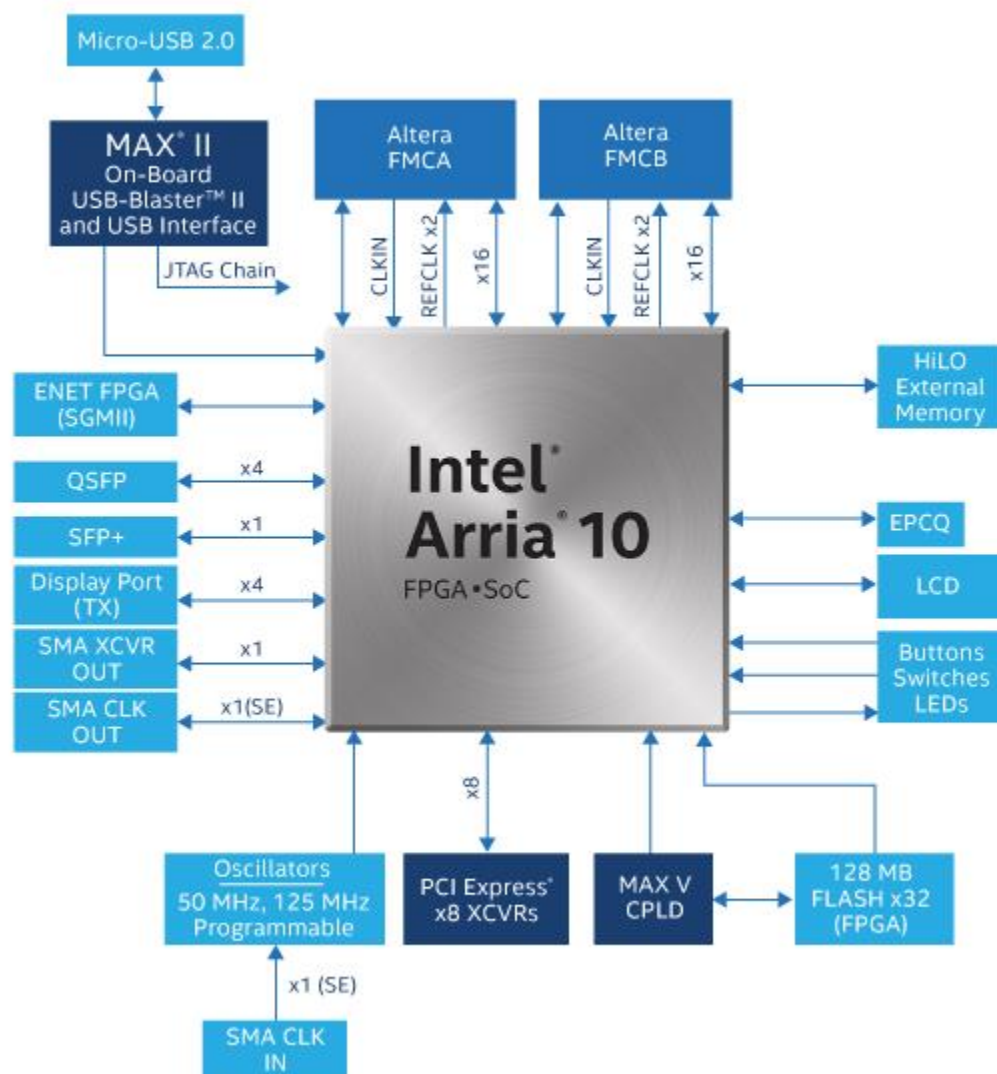 Micro-USB 2.0
MAX® II
On-Board
USB-Blaster™ II
and USB Interface
JTAG Chain
Altera
FMCA
CLKIN
REFCLK x2
x16
Altera
FMCB
CLKIN
REFCLK x2
x16
ENET FPGA
(SGMII)
QSFP
x4
SFP+
x1
Display Port
(TX)
x4
SMA XCVR
OUT
x1
SMA CLK
OUT
x1(SE)
Intel®
Arria® 10
FPGA • SoC
HiLO
External
Memory
EPCQ
LCD
Buttons
Switches
LEDs
x8
Oscillators
50 MHz, 125 MHz
Programmable
x1 (SE)
SMA CLK
IN
PCI Express®
x8 XCVRs
MAX V
CPLD
128 MB
FLASH x32
(FPGA)